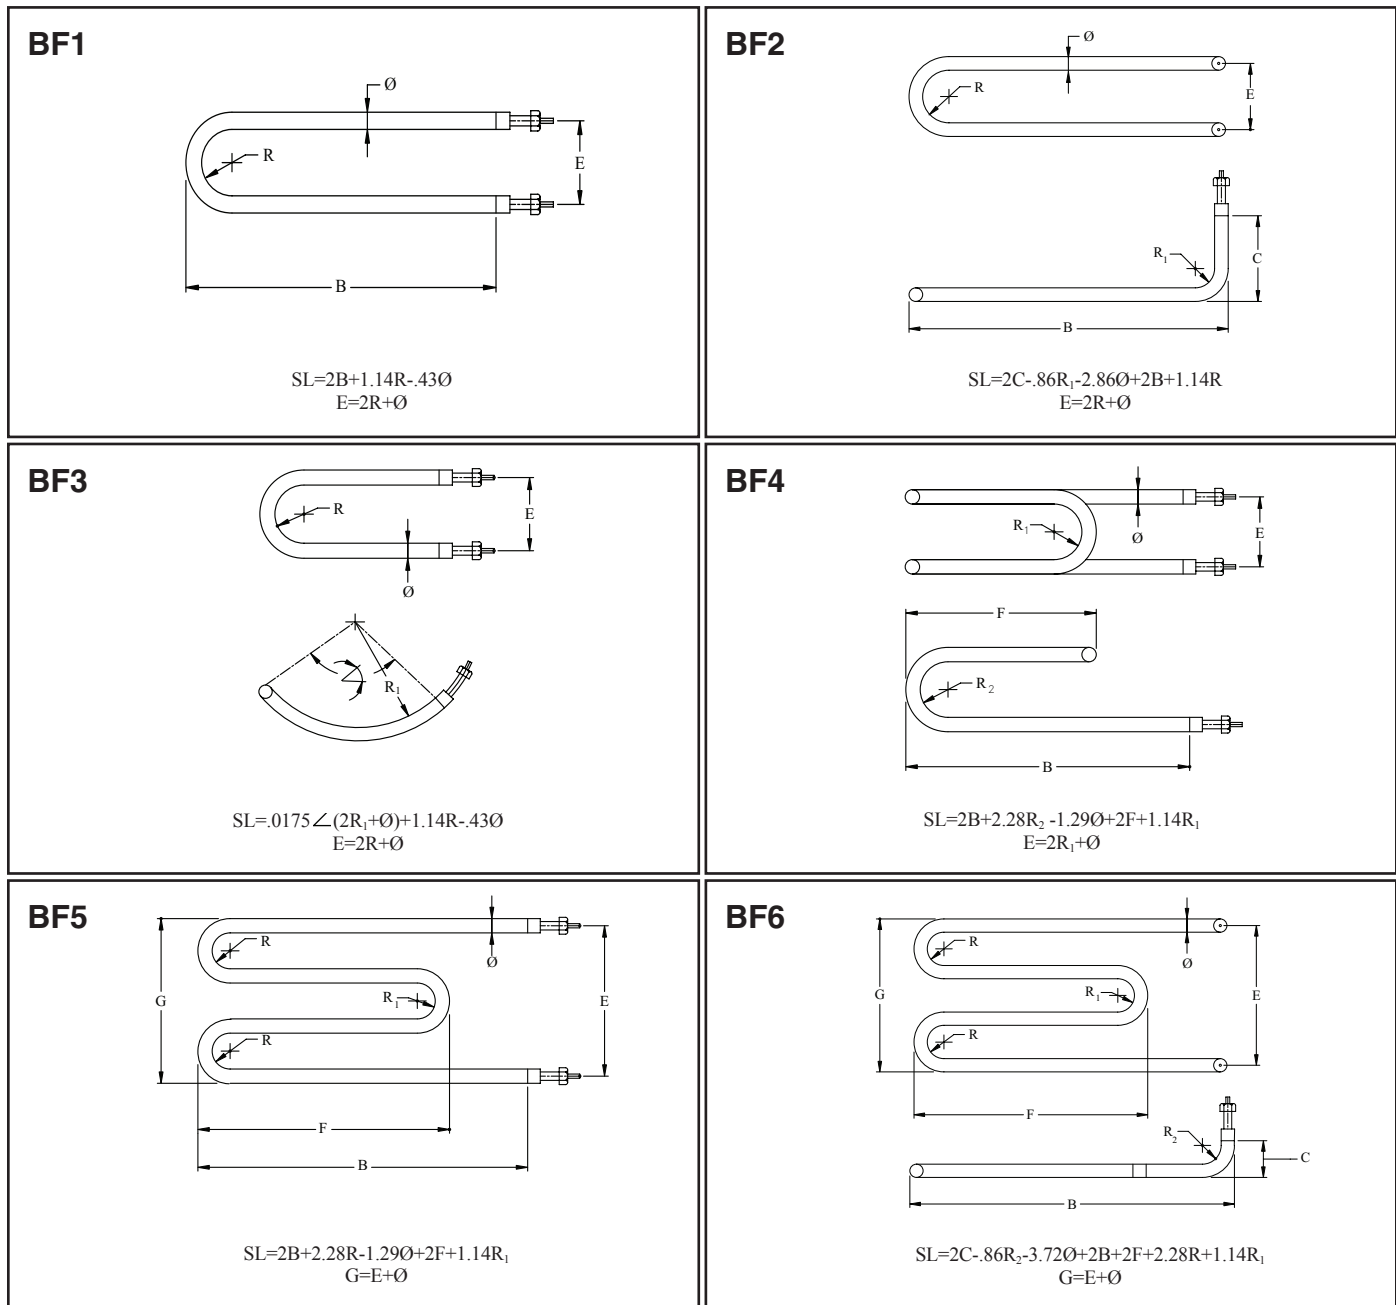 BF1
Ø
R
E
B
SL=2B+1.14R-.43Ø
E=2R+Ø
BF2
Ø
R
E
R₁
C
B
SL=2C-.86R₁-2.86Ø+2B+1.14R
E=2R+Ø
BF3
R
E
Ø
R₁
SL=.0175∠(2R₁+Ø)+1.14R-.43Ø
E=2R+Ø
BF4
R₁
Ø
E
F
R₂
B
SL=2B+2.28R₂ -1.29Ø+2F+1.14R₁
E=2R₁+Ø
BF5
R
Ø
G
R₁
E
R
F
B
SL=2B+2.28R-1.29Ø+2F+1.14R₁
G=E+Ø
BF6
R
Ø
G
R₁
E
R
F
R₂
C
B
SL=2C-.86R₂-3.72Ø+2B+2F+2.28R+1.14R₁
G=E+Ø